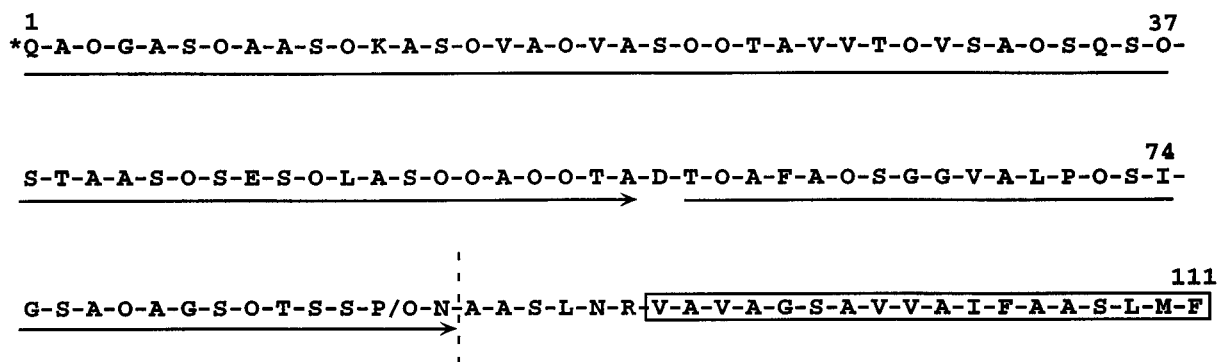 1 37
*Q-A-O-G-A-S-O-A-A-S-O-K-A-S-O-V-A-O-V-A-S-O-O-T-A-V-V-T-O-V-S-A-O-S-Q-S-O-
74
S-T-A-A-S-O-S-E-S-O-L-A-S-O-O-A-O-O-T-A-D-T-O-A-F-A-O-S-G-G-V-A-L-P-O-S-I-
111
G-S-A-O-A-G-S-O-T-S-S-P/O-N-A-A-S-L-N-R-V-A-V-A-G-S-A-V-V-A-I-F-A-A-S-L-M-F